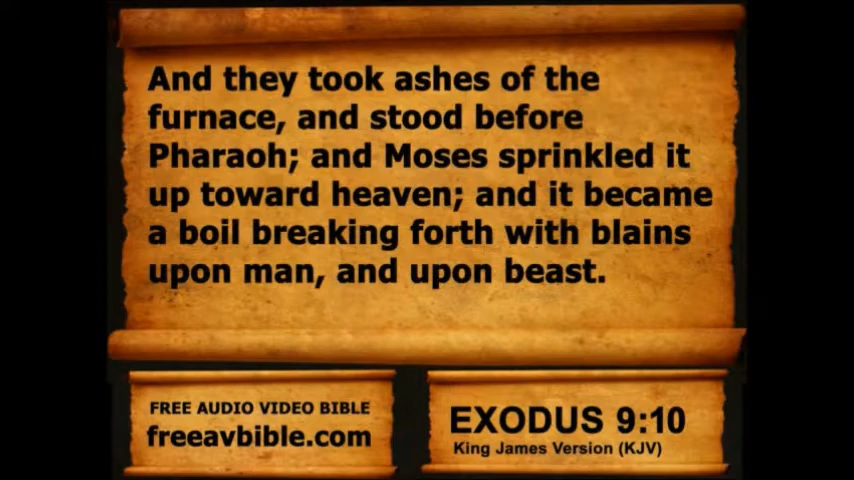 And they took ashes of the
furnace, and stood before
Pharaoh; and Moses sprinkled it
up toward heaven; and it became
a boil breaking forth with blains
upon man, and upon beast.
FREE AUDIO VIDEO BIBLE
freeavbible.com
EXODUS 9:10
King James Version (KJV)